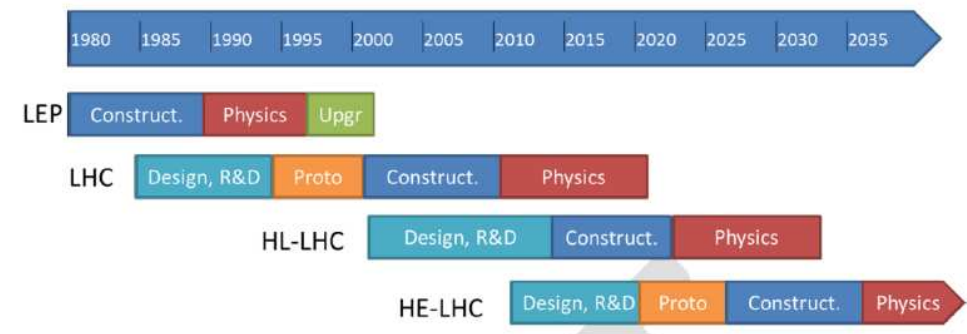 1980 1985 1990 1995 2000 2005 2010 2015 2020 2025 2030 2035
LEP Construct. Physics Upgr
LHC Design, R&D Proto Construct. Physics
HL-LHC Design, R&D Construct. Physics
HE-LHC Design, R&D Proto Construct. Physics